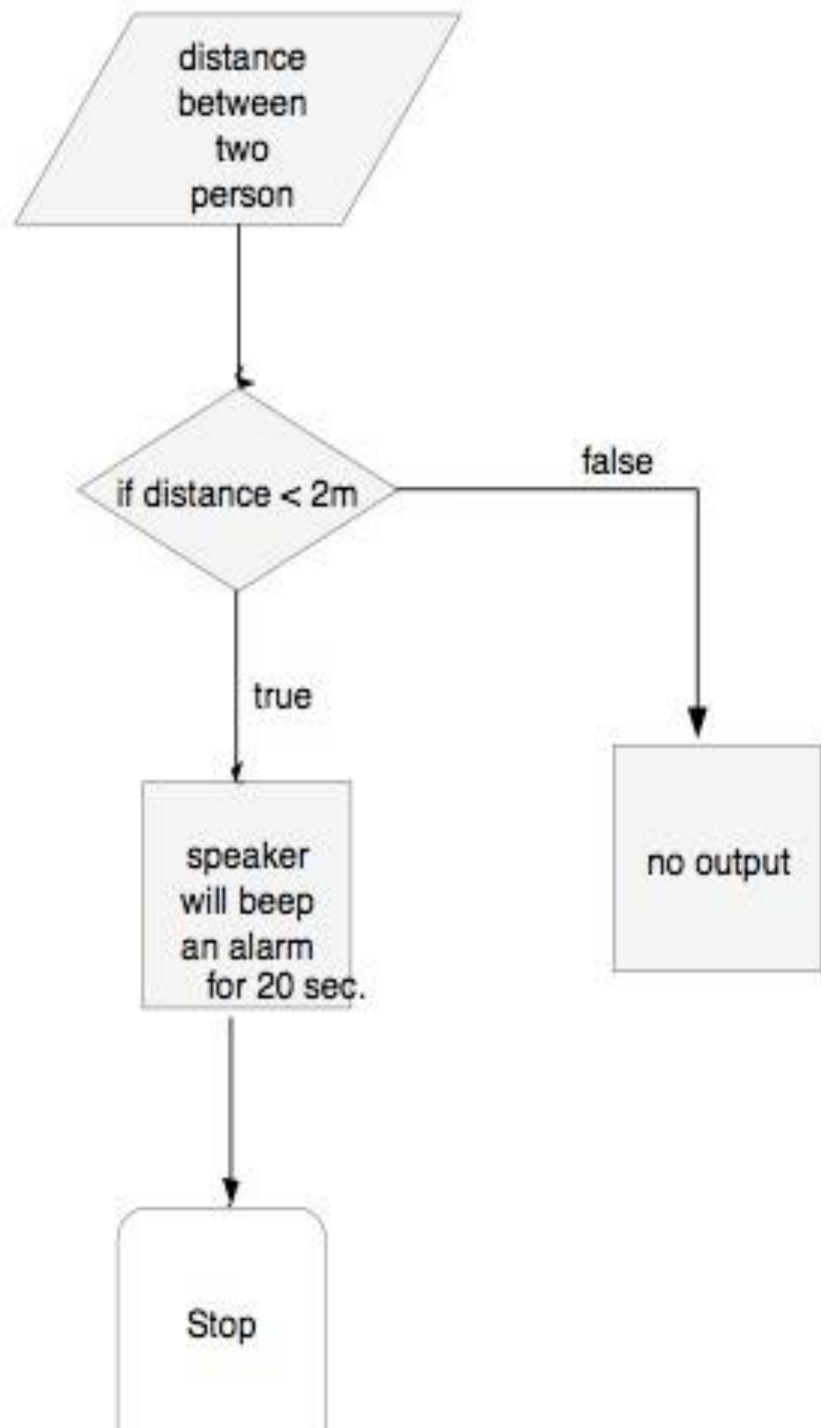 distance
between
two
person
if distance < 2m
false
true
speaker
will beep
an alarm
for 20 sec.
no output
Stop